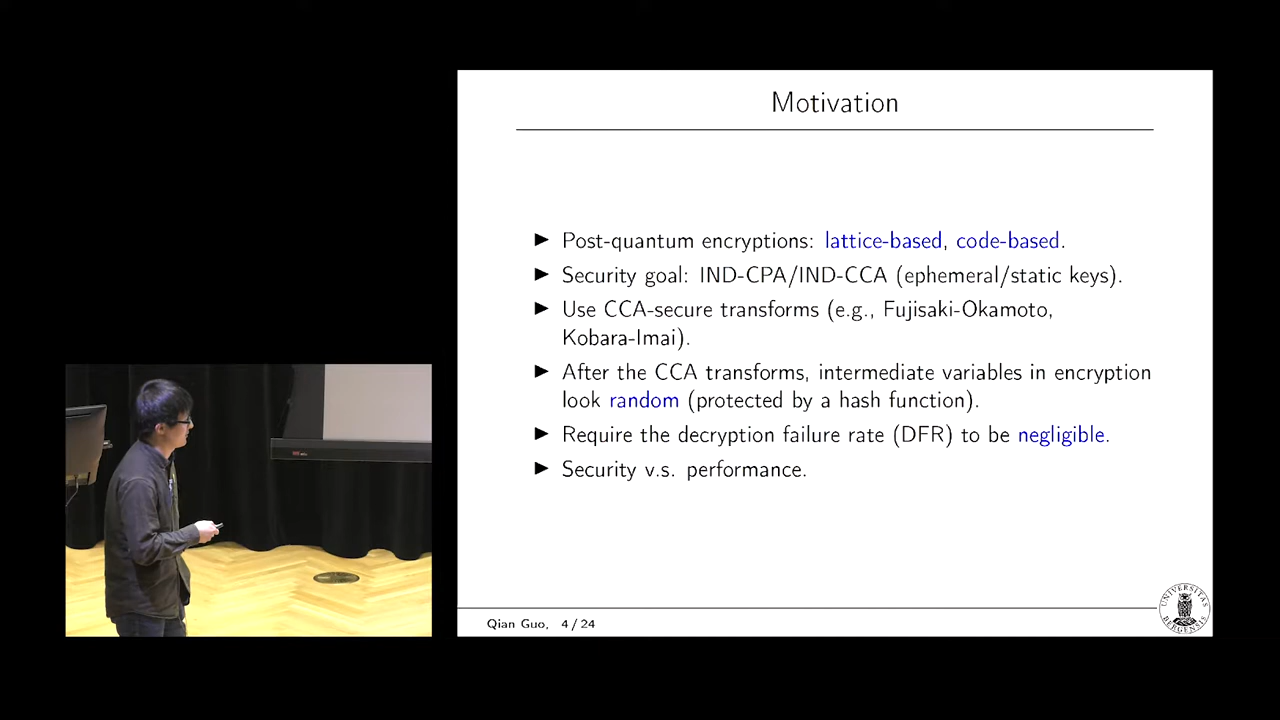 Motivation
▶ Post-quantum encryptions: lattice-based, code-based.
▶ Security goal: IND-CPA/IND-CCA (ephemeral/static keys).
▶ Use CCA-secure transforms (e.g., Fujisaki-Okamoto,
Kobara-Imai).
▶ After the CCA transforms, intermediate variables in encryption
look random (protected by a hash function).
▶ Require the decryption failure rate (DFR) to be negligible.
▶ Security v.s. performance.
Qian Guo, 4 / 24
UNIVERSITAS
BERGENSIS